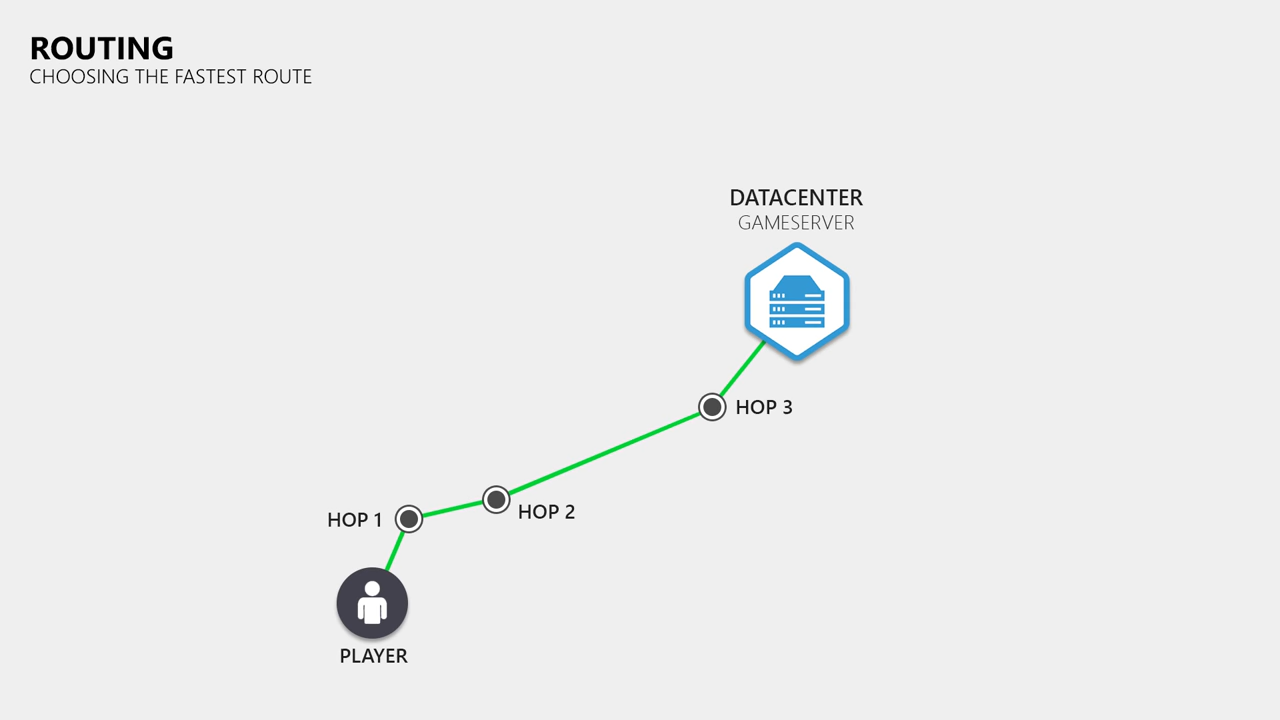 ROUTING
CHOOSING THE FASTEST ROUTE
DATACENTER
GAMESERVER
HOP 3
HOP 2
HOP 1
PLAYER